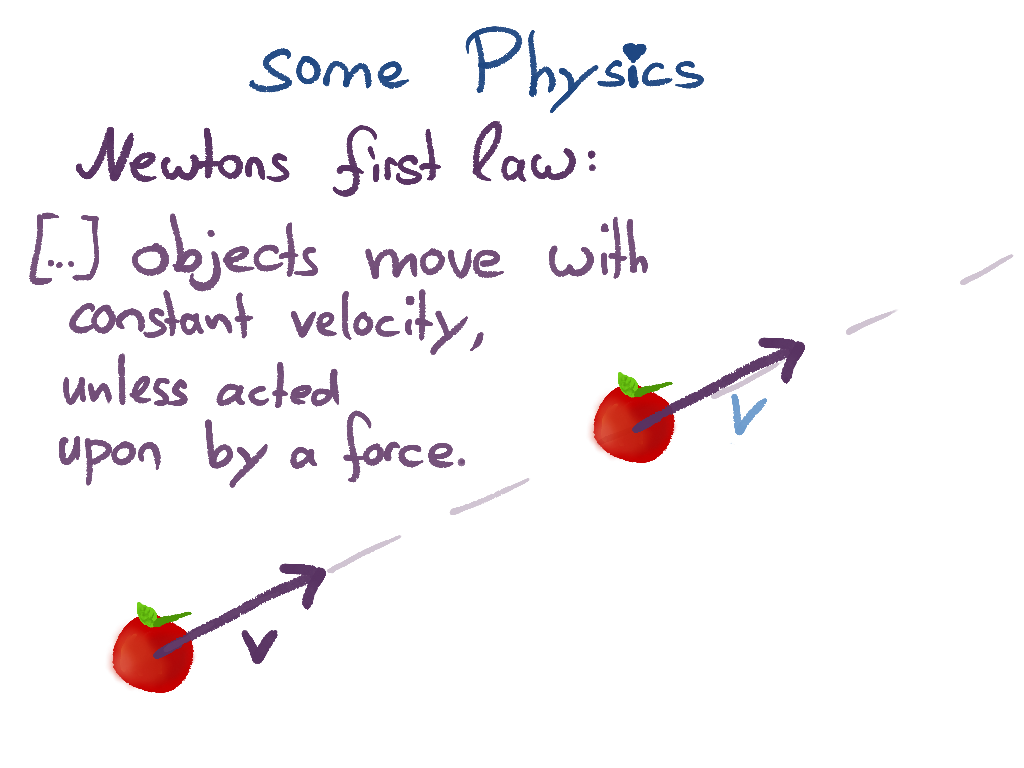 some Physics
Newtons first law:
[...] objects move with
constant velocity,
unless acted
upon by a force.
v
v